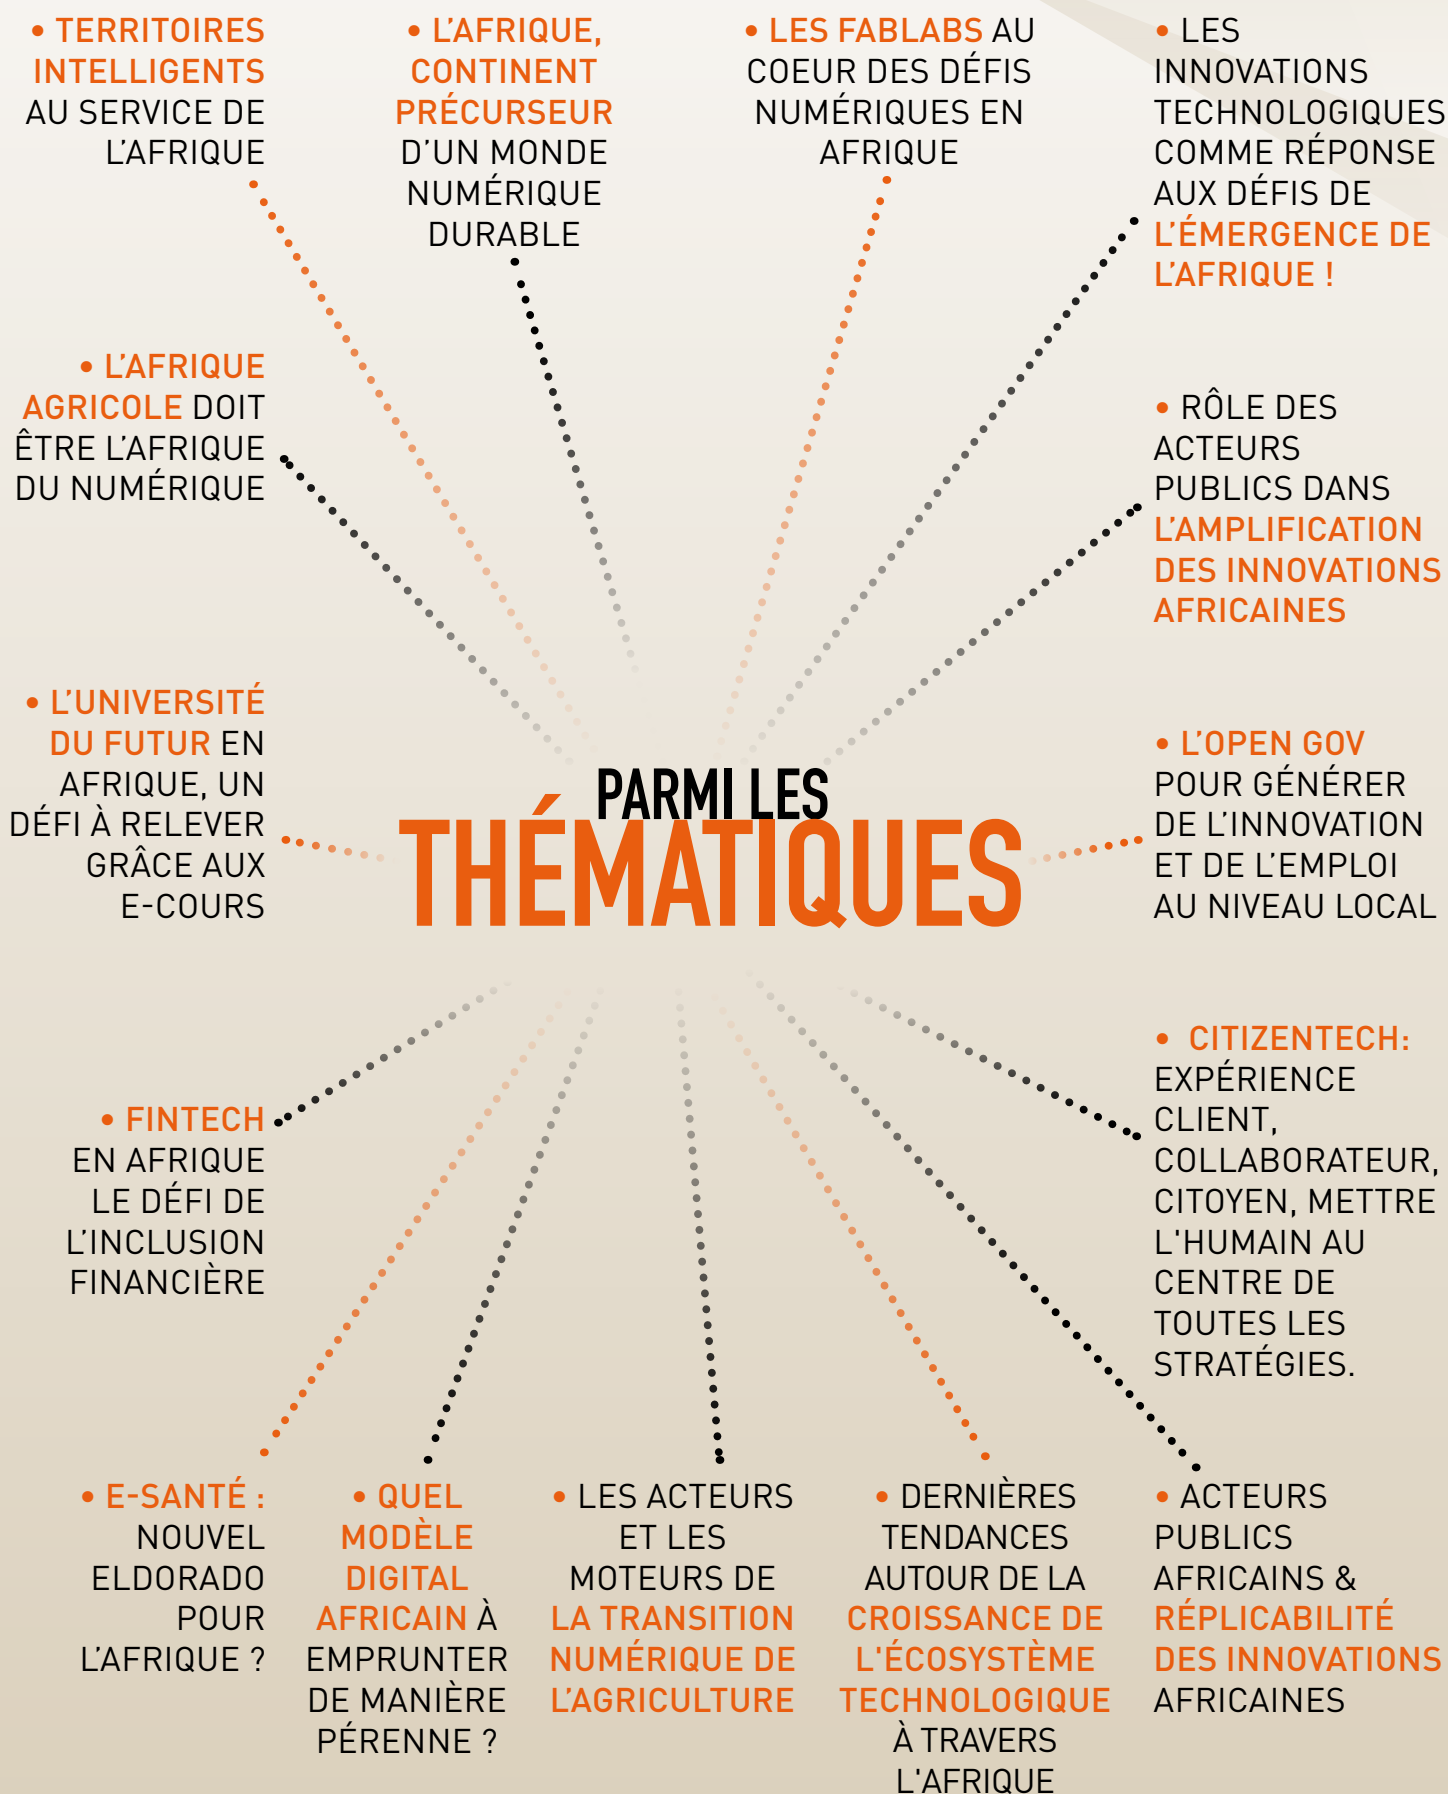 • TERRITOIRES
INTELLIGENTS
AU SERVICE DE
L'AFRIQUE
• L'AFRIQUE,
CONTINENT
PRÉCURSEUR
D'UN MONDE
NUMÉRIQUE
DURABLE
• LES FABLABS AU
COEUR DES DÉFIS
NUMÉRIQUES EN
AFRIQUE
• LES
INNOVATIONS
TECHNOLOGIQUES
COMME RÉPONSE
AUX DÉFIS DE
L'ÉMERGENCE DE
L'AFRIQUE !
• L'AFRIQUE
AGRICOLE DOIT
ÊTRE L'AFRIQUE
DU NUMÉRIQUE
• RÔLE DES
ACTEURS
PUBLICS DANS
L'AMPLIFICATION
DES INNOVATIONS
AFRICAINES
• L'UNIVERSITÉ
DU FUTUR EN
AFRIQUE, UN
DÉFI À RELEVER
GRÂCE AUX
E-COURS
PARMI LES
THÉMATIQUES
• L'OPEN GOV
POUR GÉNÉRER
DE L'INNOVATION
ET DE L'EMPLOI
AU NIVEAU LOCAL
• FINTECH
EN AFRIQUE
LE DÉFI DE
L'INCLUSION
FINANCIÈRE
• CITIZENTECH:
EXPÉRIENCE
CLIENT,
COLLABORATEUR,
CITOYEN, METTRE
L'HUMAIN AU
CENTRE DE
TOUTES LES
STRATÉGIES.
• E-SANTÉ :
NOUVEL
ELDORADO
POUR
L'AFRIQUE ?
• QUEL
MODÈLE
DIGITAL
AFRICAIN À
EMPRUNTER
DE MANIÈRE
PÉRENNE ?
• LES ACTEURS
ET LES
MOTEURS DE
LA TRANSITION
NUMÉRIQUE DE
L'AGRICULTURE
• DERNIÈRES
TENDANCES
AUTOUR DE LA
CROISSANCE DE
L'ÉCOSYSTÈME
TECHNOLOGIQUE
À TRAVERS
L'AFRIQUE
• ACTEURS
PUBLICS
AFRICAINS &
RÉPLICABILITÉ
DES INNOVATIONS
AFRICAINES